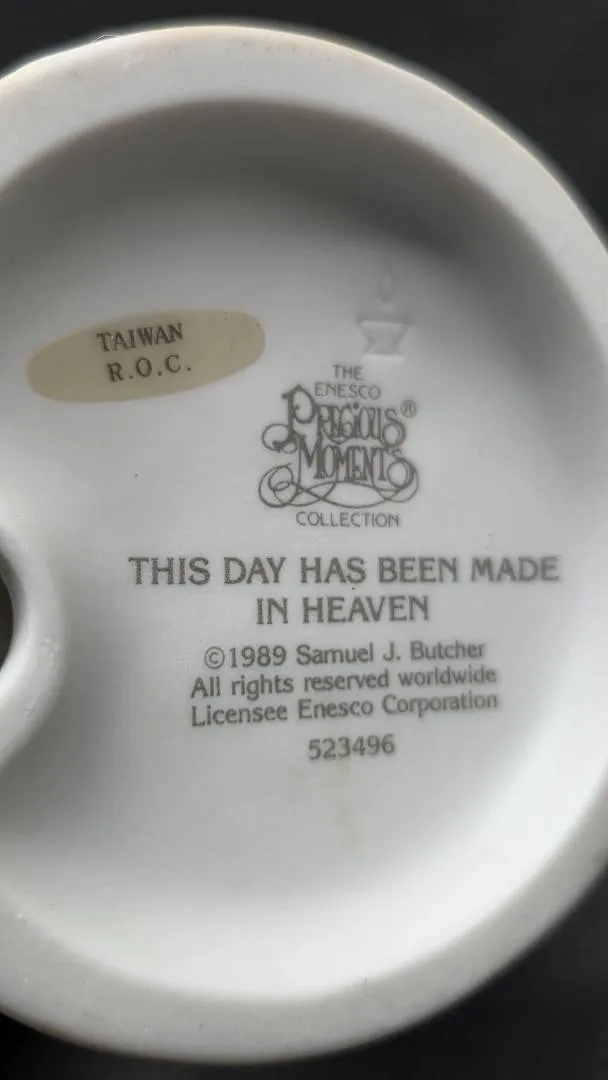 TAIWAN
R.O.C.
THE
ENESCO
PRECIOUS®
MOMENTS
COLLECTION
THIS DAY HAS BEEN MADE
IN HEAVEN
©1989 Samuel J. Butcher
All rights reserved worldwide
Licensee Enesco Corporation
523496